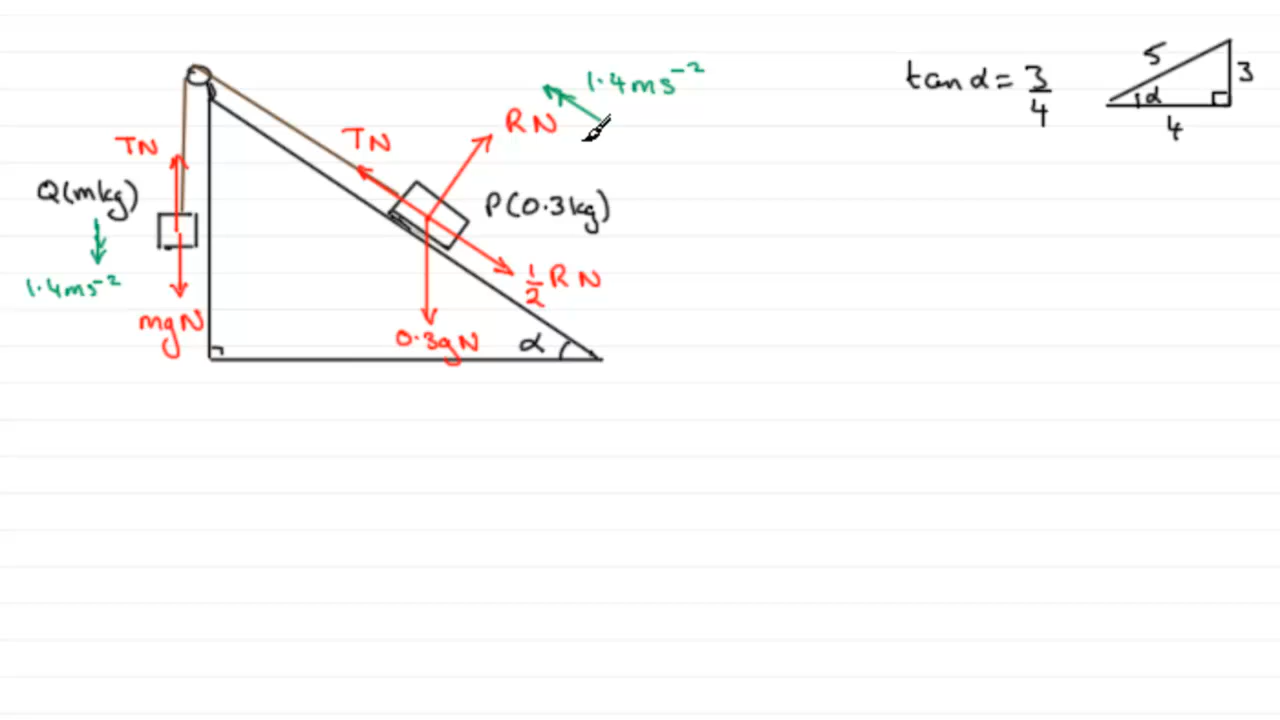 1.4ms⁻²
RN
TN
TN
Q(mkg)
P(0.3kg)
1.4ms⁻²
mgN
½RN
0.3gN
α
tanα = 3/4
5
3
α
4